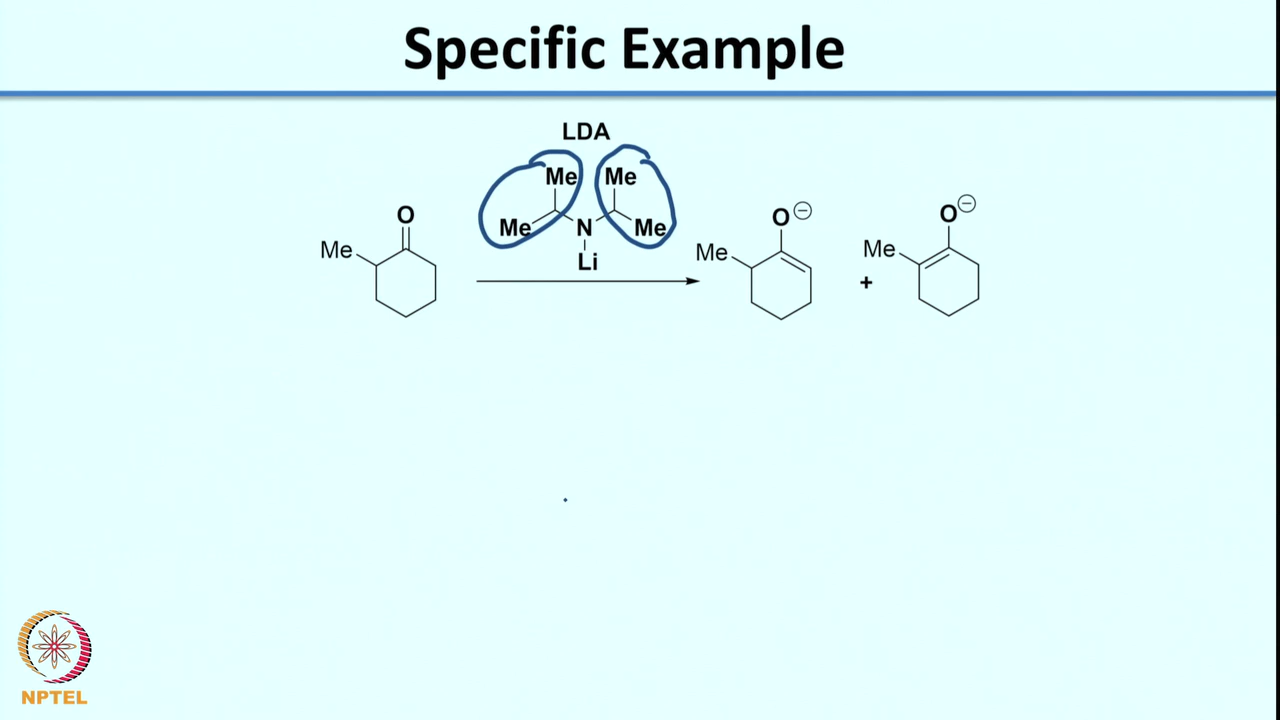 Specific Example
LDA
Me Me
Me N Me
Li
O
Me
O⊖
Me
+
O⊖
Me
NPTEL